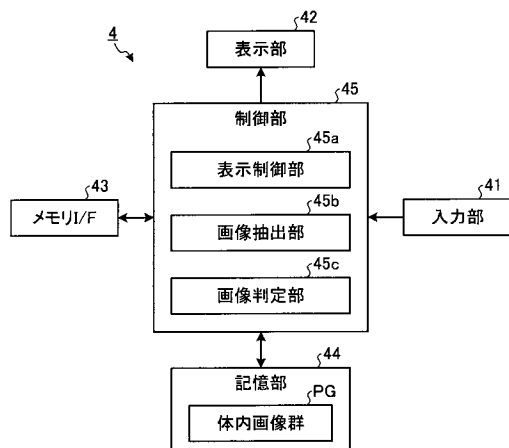 4
42
表示部
45
制御部
45a
表示制御部
43
メモリI/F
45b
画像抽出部
41
入力部
45c
画像判定部
44
記憶部
PG
体内画像群